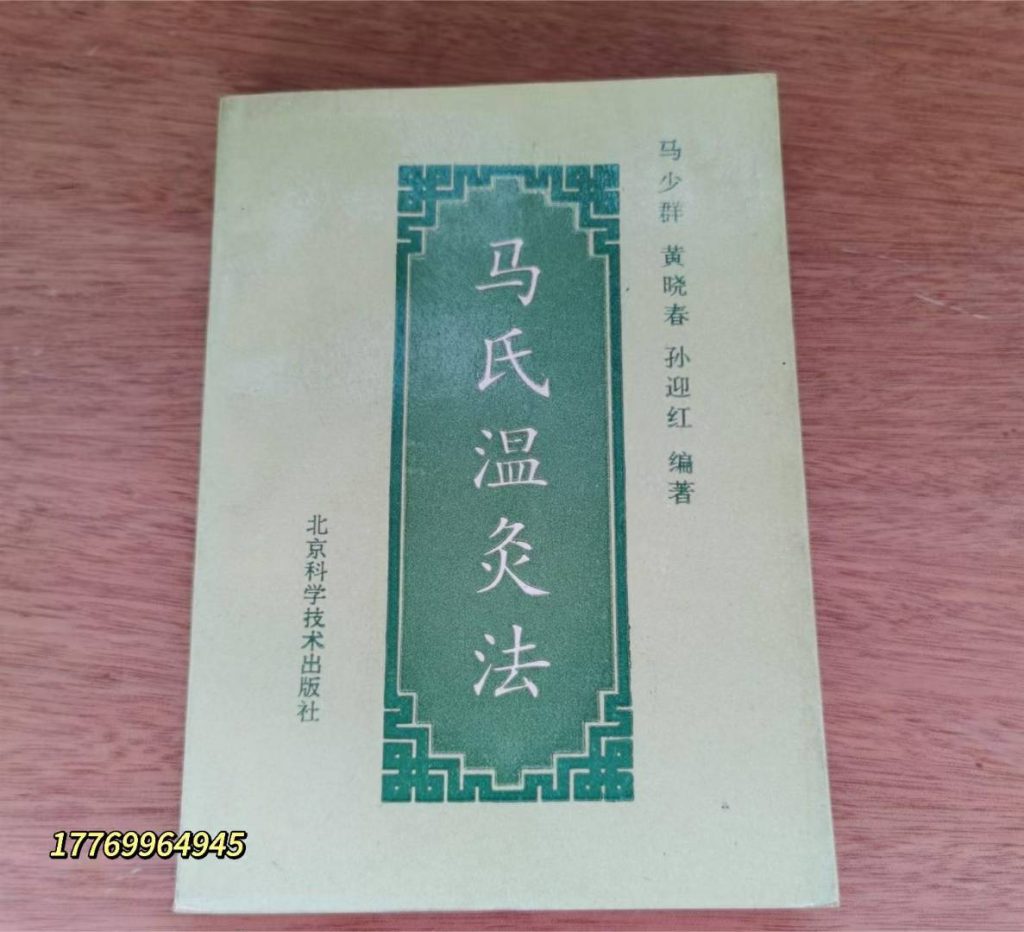 马少群 黄晓春 孙迎红 编著
马氏温灸法
北京科学技术出版社
17769964945